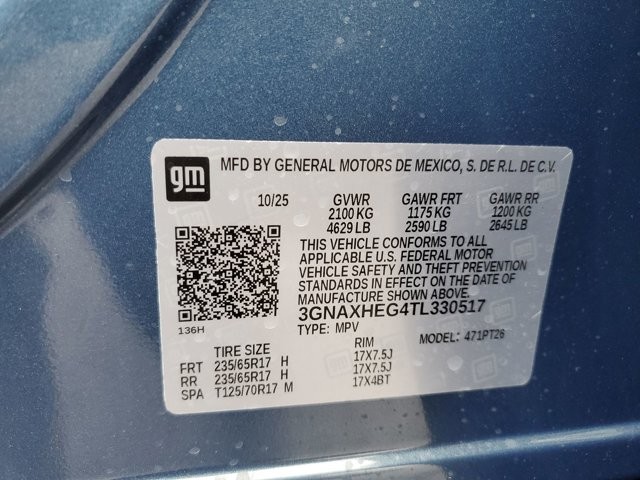 gm
MFD BY GENERAL MOTORS DE MEXICO, S. DE R.L. DE C.V.
10/25 GVWR GAWR FRT GAWR RR
2100 KG 1175 KG 1200 KG
4629 LB 2590 LB 2645 LB
THIS VEHICLE CONFORMS TO ALL
APPLICABLE U.S. FEDERAL MOTOR
VEHICLE SAFETY AND THEFT PREVENTION
STANDARDS IN EFFECT ON THE DATE OF
MANUFACTURE SHOWN ABOVE.
3GNAXHEG4TL330517
136H
TYPE: MPV MODEL: 471PT26
TIRE SIZE RIM
FRT 235/65R17 H 17X7.5J
RR 235/65R17 H 17X7.5J
SPA T125/70R17 M 17X4BT